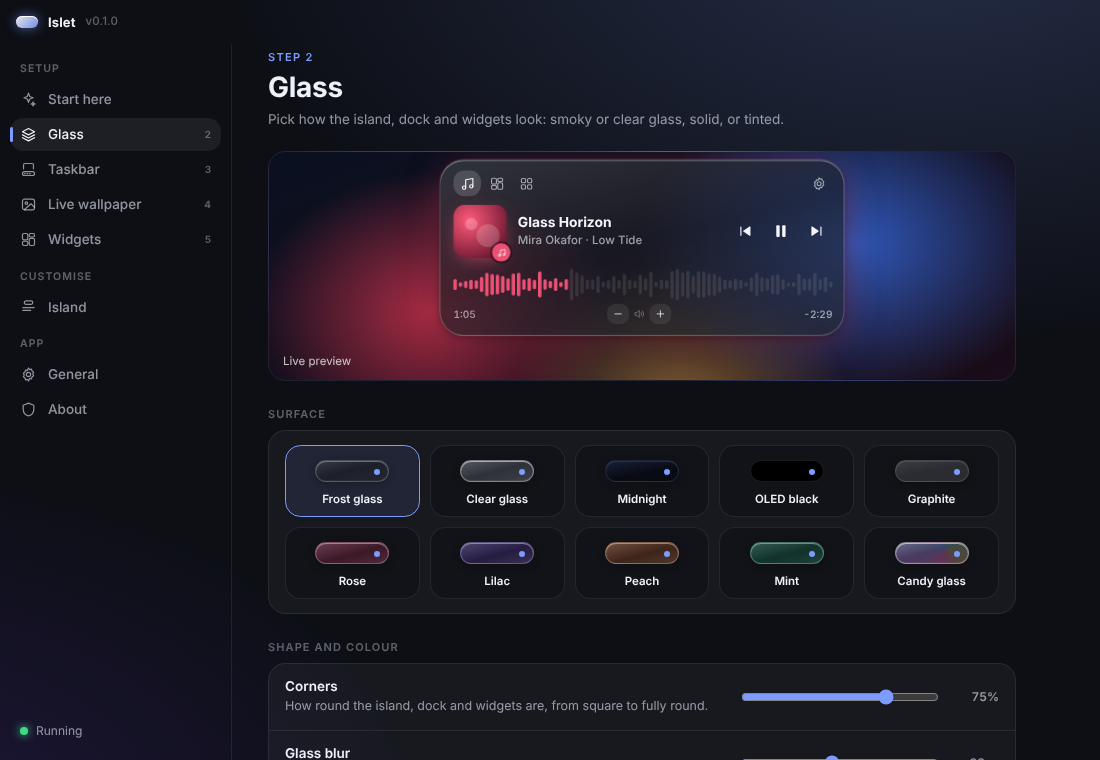 Islet v0.1.0
SETUP
Start here
Glass 2
Taskbar 3
Live wallpaper 4
Widgets 5
CUSTOMISE
Island
APP
General
About
Running
STEP 2
Glass
Pick how the island, dock and widgets look: smoky or clear glass, solid, or tinted.
Glass Horizon
Mira Okafor · Low Tide
1:05
-2:29
Live preview
SURFACE
Frost glass
Clear glass
Midnight
OLED black
Graphite
Rose
Lilac
Peach
Mint
Candy glass
SHAPE AND COLOUR
Corners
How round the island, dock and widgets are, from square to fully round.
75%
Glass blur